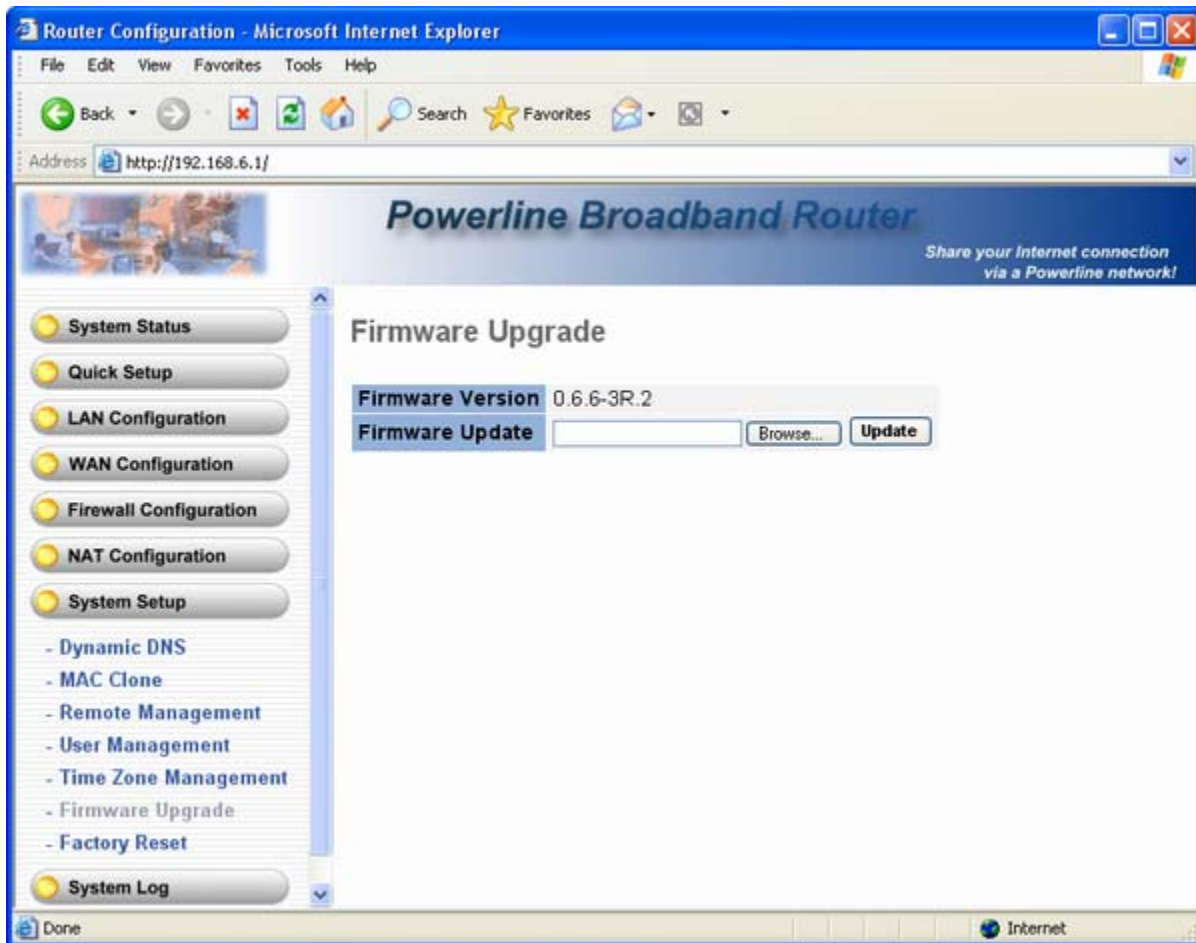 Router Configuration - Microsoft Internet Explorer
File Edit View Favorites Tools Help
Back Search Favorites
Address http://192.168.6.1/
Powerline Broadband Router
Share your Internet connection
via a Powerline network!
System Status
Quick Setup
LAN Configuration
WAN Configuration
Firewall Configuration
NAT Configuration
System Setup
- Dynamic DNS
- MAC Clone
- Remote Management
- User Management
- Time Zone Management
- Firmware Upgrade
- Factory Reset
System Log
Firmware Upgrade
Firmware Version 0.6.6-3R.2
Firmware Update Browse... Update
Done Internet